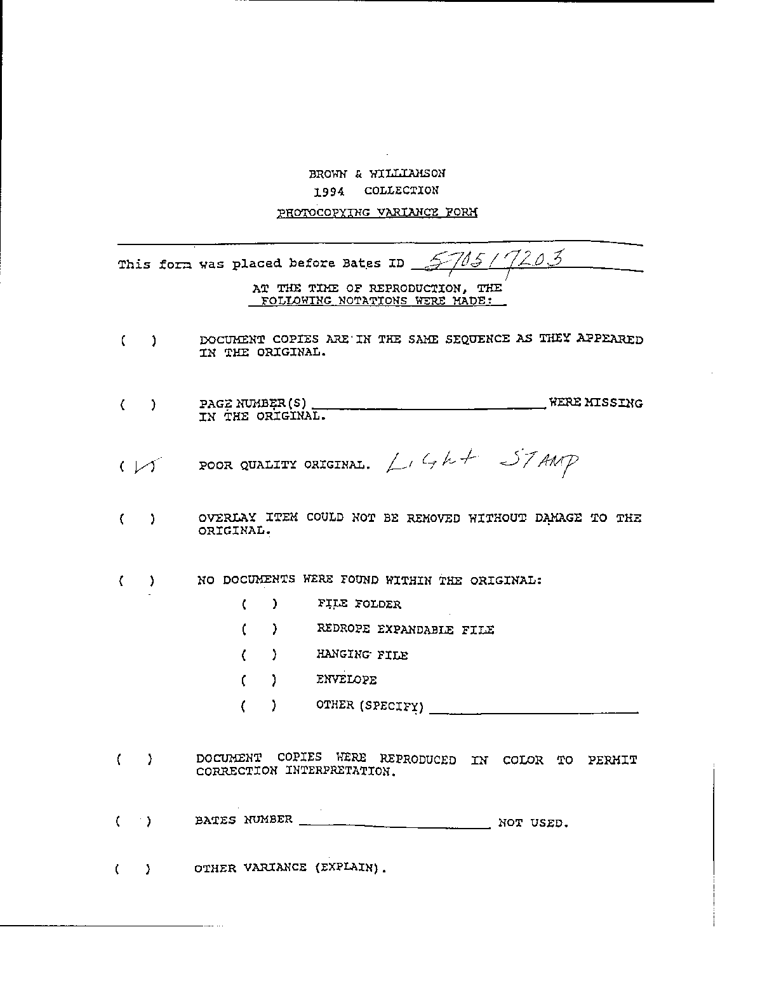 BROWN & WILLIAMSON
1994 COLLECTION
PHOTOCOPYING VARIANCE FORM
This form was placed before Bates ID 570517203
AT THE TIME OF REPRODUCTION, THE
FOLLOWING NOTATIONS WERE MADE:
( ) DOCUMENT COPIES ARE IN THE SAME SEQUENCE AS THEY APPEARED
IN THE ORIGINAL.
( ) PAGE NUMBER(S) ______ WERE MISSING
IN THE ORIGINAL.
(✓) POOR QUALITY ORIGINAL. Light STAMP
( ) OVERLAY ITEM COULD NOT BE REMOVED WITHOUT DAMAGE TO THE
ORIGINAL.
( ) NO DOCUMENTS WERE FOUND WITHIN THE ORIGINAL:
( ) FILE FOLDER
( ) REDROPE EXPANDABLE FILE
( ) HANGING FILE
( ) ENVELOPE
( ) OTHER (SPECIFY) ______
( ) DOCUMENT COPIES WERE REPRODUCED IN COLOR TO PERMIT
CORRECTION INTERPRETATION.
( ) BATES NUMBER ______ NOT USED.
( ) OTHER VARIANCE (EXPLAIN).